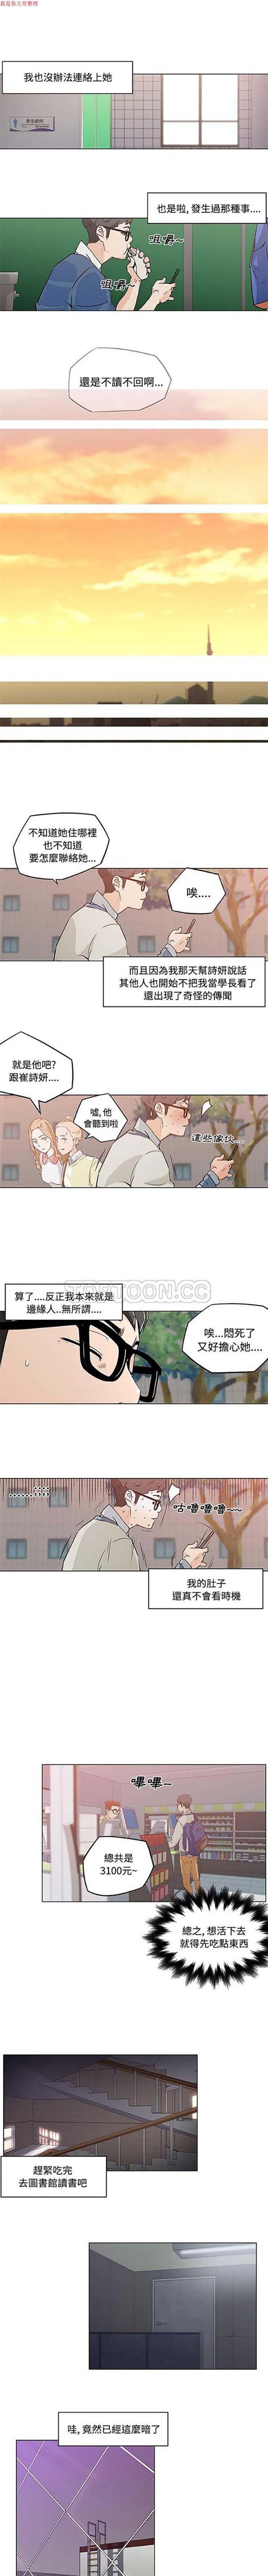 我是你大哥整理
我也沒辦法連絡上她
也是啦, 發生過那種事....
咀嚼~
咀嚼~
還是不讀不回啊...
不知道她住哪裡
也不知道
要怎麼聯絡她...
唉....
而且因為我那天幫詩妍說話
其他人也開始不把我當學長看了
還出現了奇怪的傳聞
就是他吧?
跟崔詩妍....
噓, 他
會聽到啦
這些傢伙...
TOPTOON.CC
算了....反正我本來就是
邊緣人..無所謂....
唉...悶死了
又好擔心她....
咕嚕嚕嚕~~
我的肚子
還真不會看時機
嗶嗶—
總共是
3100元~
總之, 想活下去
就得先吃點東西
趕緊吃完
去圖書館讀書吧
哇, 竟然已經這麼暗了